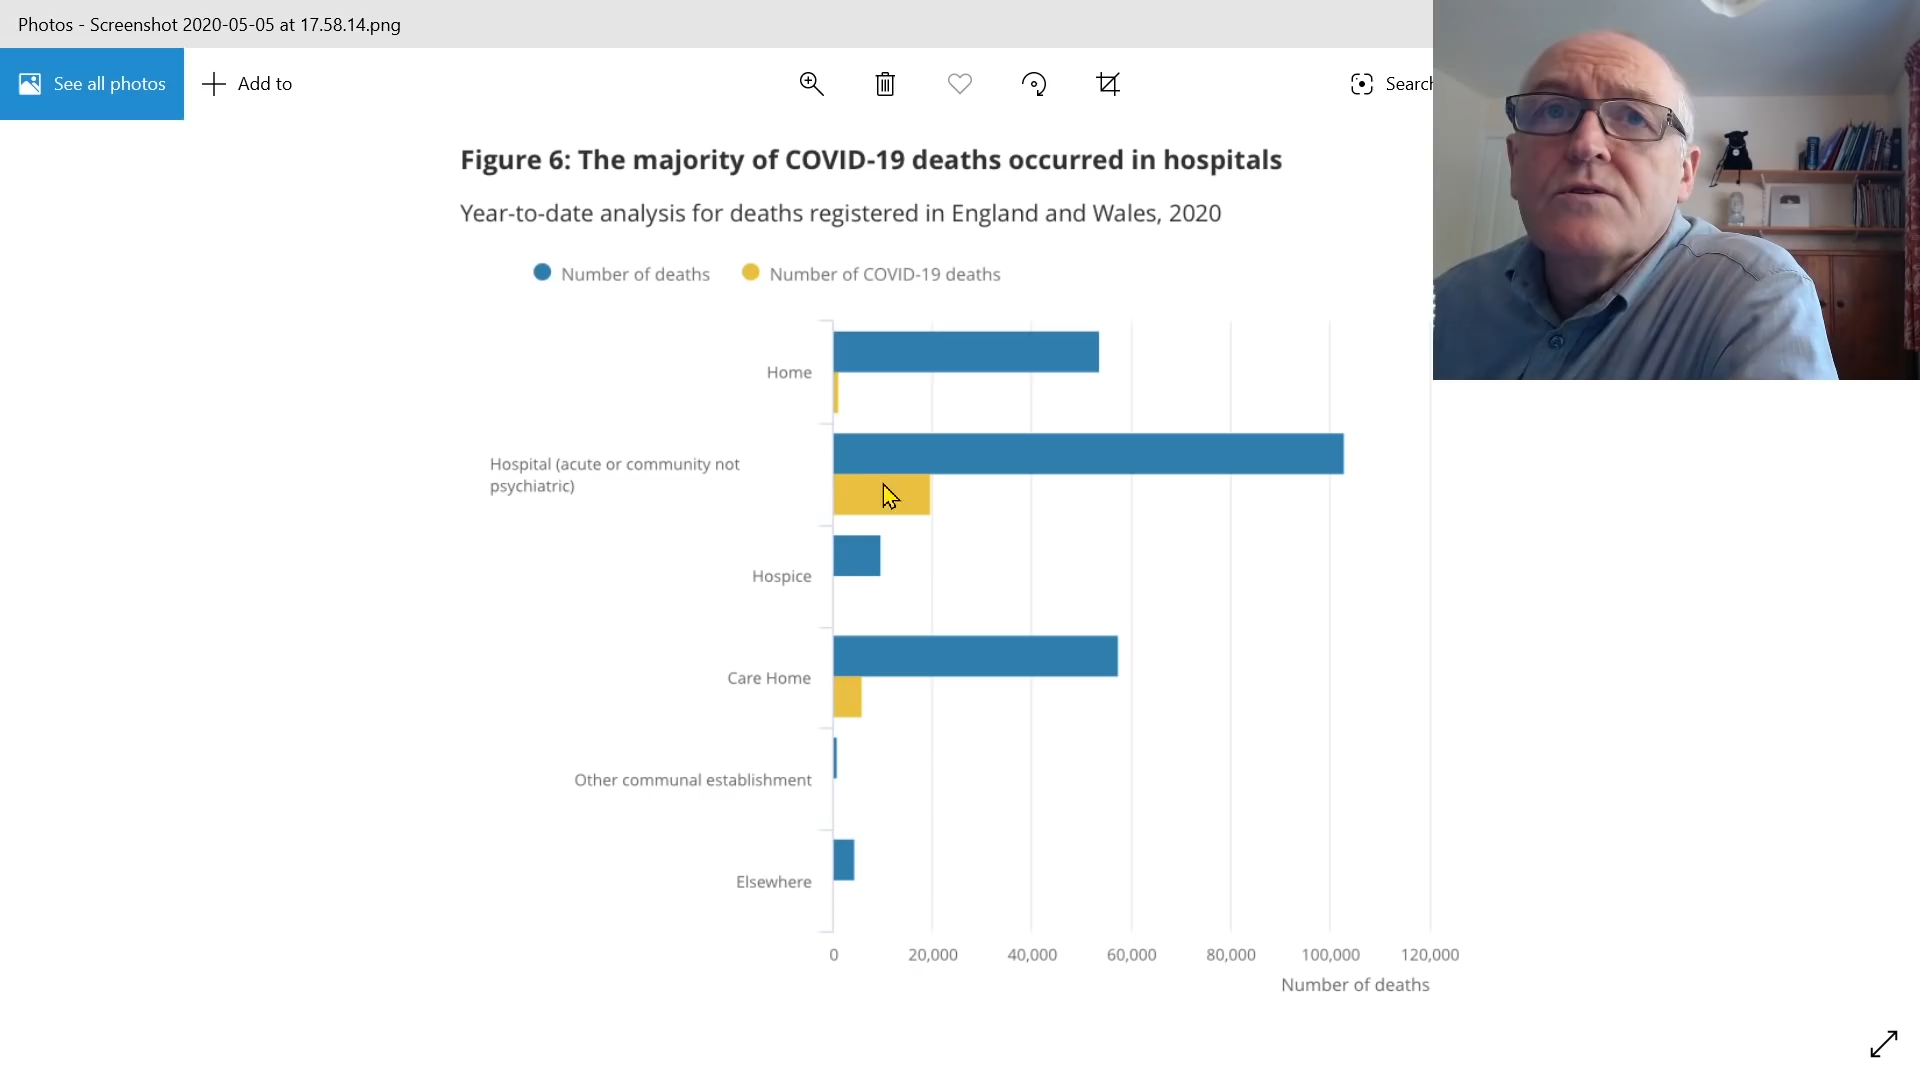 Photos - Screenshot 2020-05-05 at 17.58.14.png
See all photos
Add to
Search
Figure 6: The majority of COVID-19 deaths occurred in hospitals
Year-to-date analysis for deaths registered in England and Wales, 2020
Number of deaths
Number of COVID-19 deaths
Home
Hospital (acute or community not
psychiatric)
Hospice
Care Home
Other communal establishment
Elsewhere
0 20,000 40,000 60,000 80,000 100,000 120,000
Number of deaths